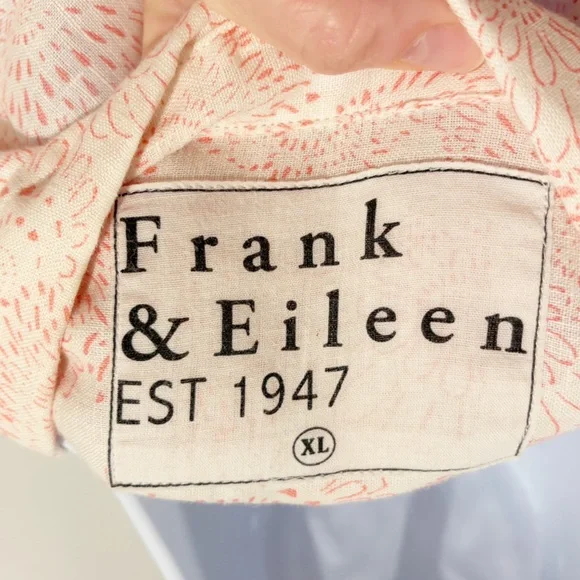 Frank
& Eileen
EST 1947
XL